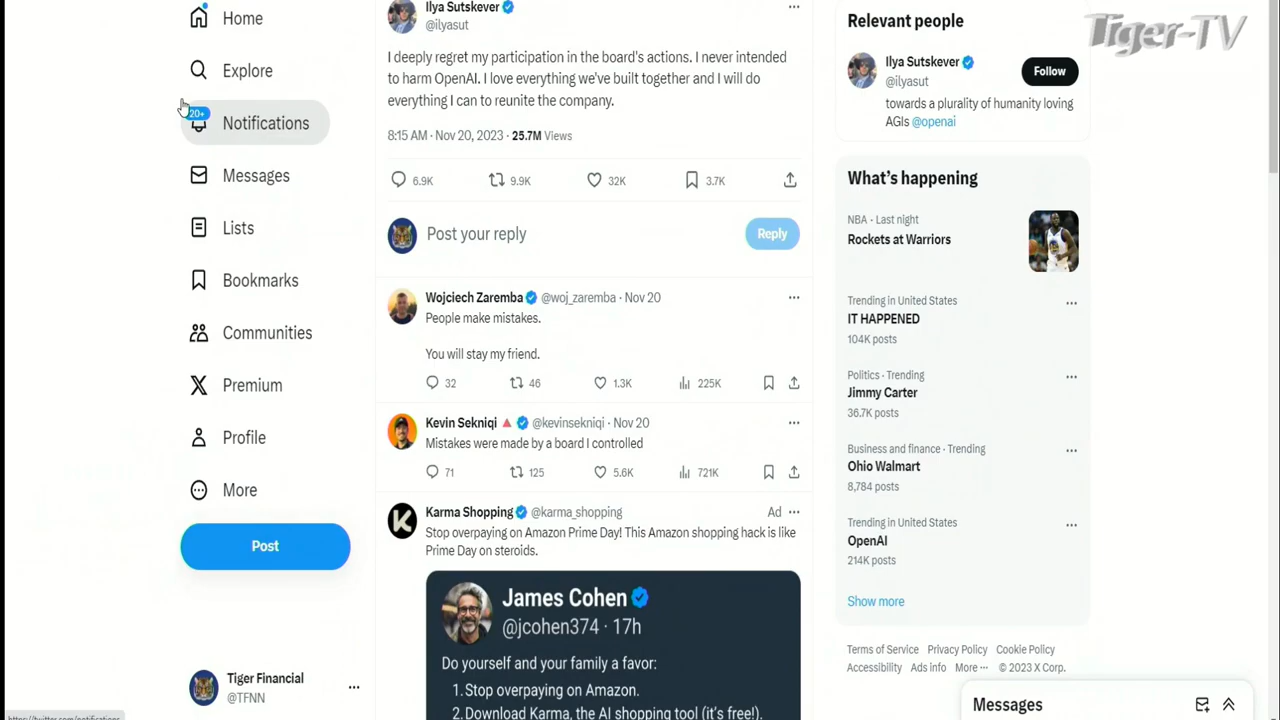 Home
Explore
20+
Notifications
Messages
Lists
Bookmarks
Communities
Premium
Profile
More
Post
Tiger Financial
@TFNN
https://twitter.com/notifications
Ilya Sutskever
@ilyasut
I deeply regret my participation in the board's actions. I never intended
to harm OpenAI. I love everything we've built together and I will do
everything I can to reunite the company.
8:15 AM · Nov 20, 2023 · 25.7M Views
6.9K 9.9K 32K 3.7K
Post your reply
Reply
Wojciech Zaremba @woj_zaremba · Nov 20
People make mistakes.
You will stay my friend.
32 46 1.3K 225K
Kevin Sekniqi @kevinsekniqi · Nov 20
Mistakes were made by a board I controlled
71 125 5.6K 721K
Karma Shopping @karma_shopping Ad
Stop overpaying on Amazon Prime Day! This Amazon shopping hack is like
Prime Day on steroids.
James Cohen
@jcohen374 · 17h
Do yourself and your family a favor:
1. Stop overpaying on Amazon.
2. Download Karma, the AI shopping tool (it's free!).
Tiger-TV
Relevant people
Ilya Sutskever
@ilyasut
Follow
towards a plurality of humanity loving
AGIs @openai
What's happening
NBA · Last night
Rockets at Warriors
Trending in United States
IT HAPPENED
104K posts
Politics · Trending
Jimmy Carter
36.7K posts
Business and finance · Trending
Ohio Walmart
8,784 posts
Trending in United States
OpenAI
214K posts
Show more
Terms of Service Privacy Policy Cookie Policy
Accessibility Ads info More ··· © 2023 X Corp.
Messages